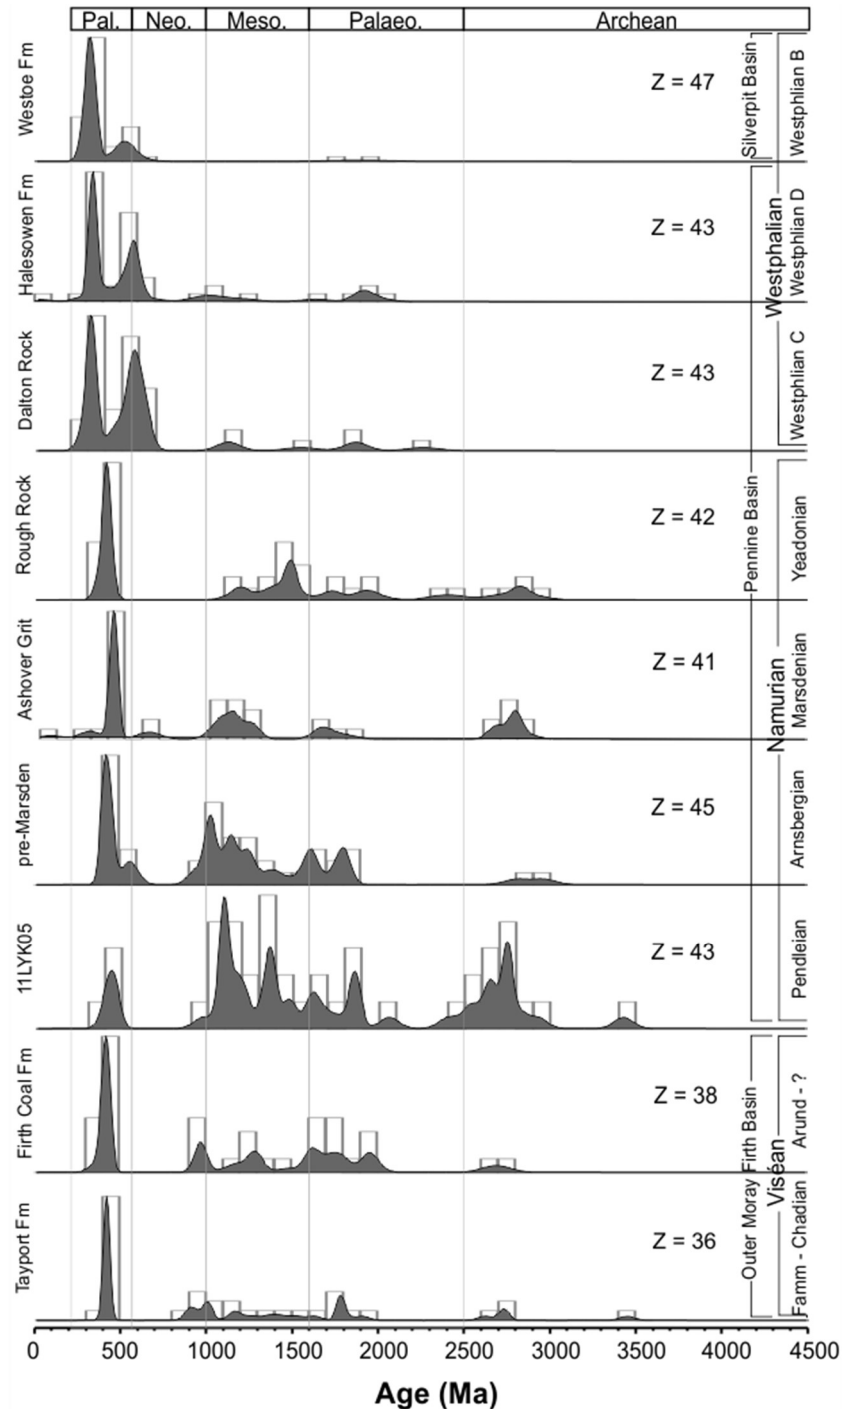 Pal. Neo. Meso. Palaeo. Archean
Westoe Fm
Z = 47
Silverpit Basin
Westphlian B
Halesowen Fm
Z = 43
Westphlian D
Westphalian
Dalton Rock
Z = 43
Westphlian C
Rough Rock
Z = 42
Pennine Basin
Yeadonian
Ashover Grit
Z = 41
Marsdenian
Namurian
pre-Marsden
Z = 45
Arnsbergian
11LYK05
Z = 43
Pendleian
Firth Coal Fm
Z = 38
Outer Moray Firth Basin
Arund - ?
Viséan
Tayport Fm
Z = 36
Famm - Chadian
0 500 1000 1500 2000 2500 3000 3500 4000 4500
Age (Ma)